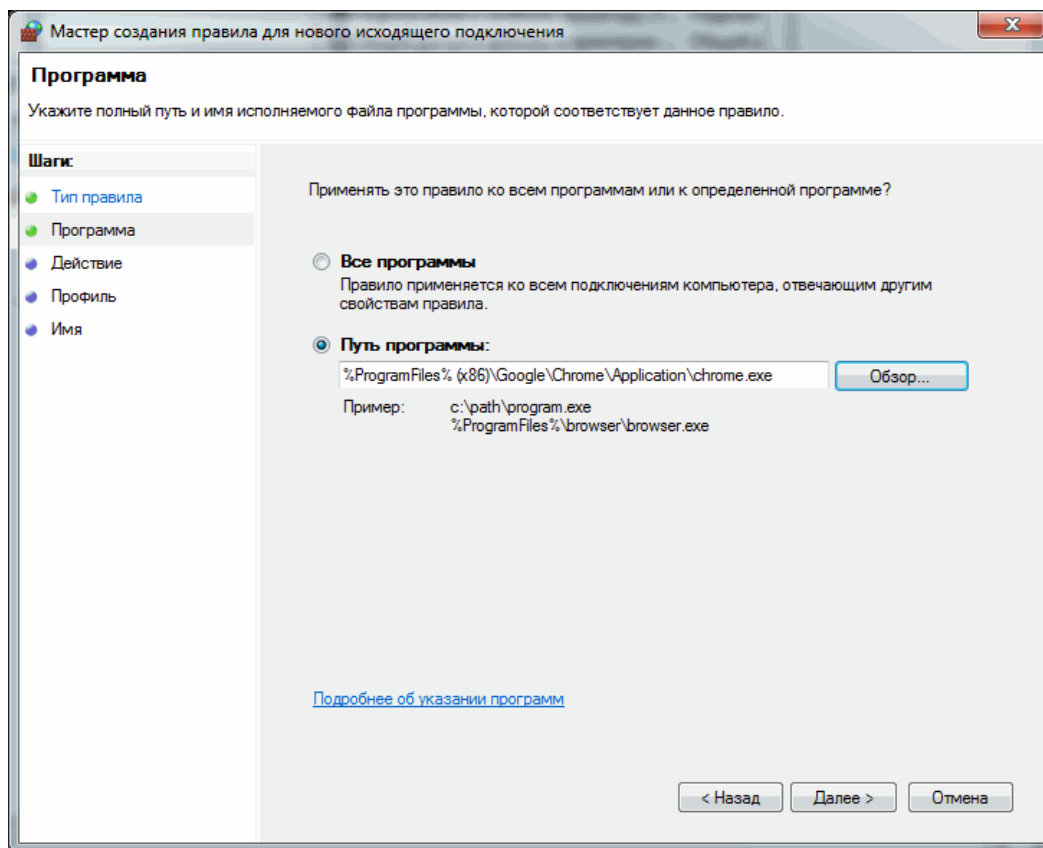 Мастер создания правила для нового исходящего подключения
X
Программа
Укажите полный путь и имя исполняемого файла программы, которой соответствует данное правило.
Шаги:
Тип правила
Программа
Действие
Профиль
Имя
Применять это правило ко всем программам или к определенной программе?
Все программы
Правило применяется ко всем подключениям компьютера, отвечающим другим
свойствам правила.
Путь программы:
%ProgramFiles% (x86)\Google\Chrome\Application\chrome.exe
Обзор...
Пример: c:\path\program.exe
%ProgramFiles%\browser\browser.exe
Подробнее об указании программ
< Назад
Далее >
Отмена